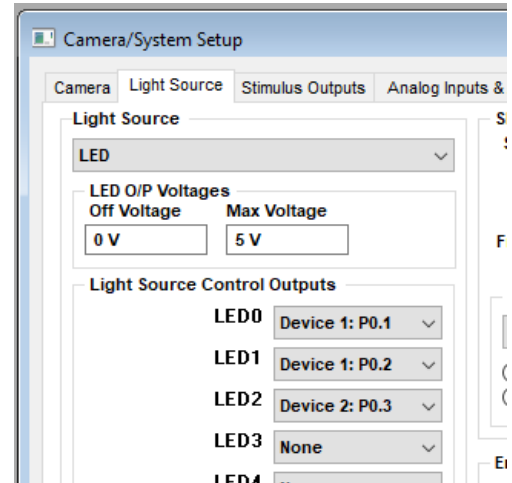 Camera/System Setup
Camera Light Source Stimulus Outputs Analog Inputs &
Light Source
LED
LED O/P Voltages
Off Voltage Max Voltage
0 V 5 V
Light Source Control Outputs
LED0 Device 1: P0.1
LED1 Device 1: P0.2
LED2 Device 2: P0.3
LED3 None
LED4